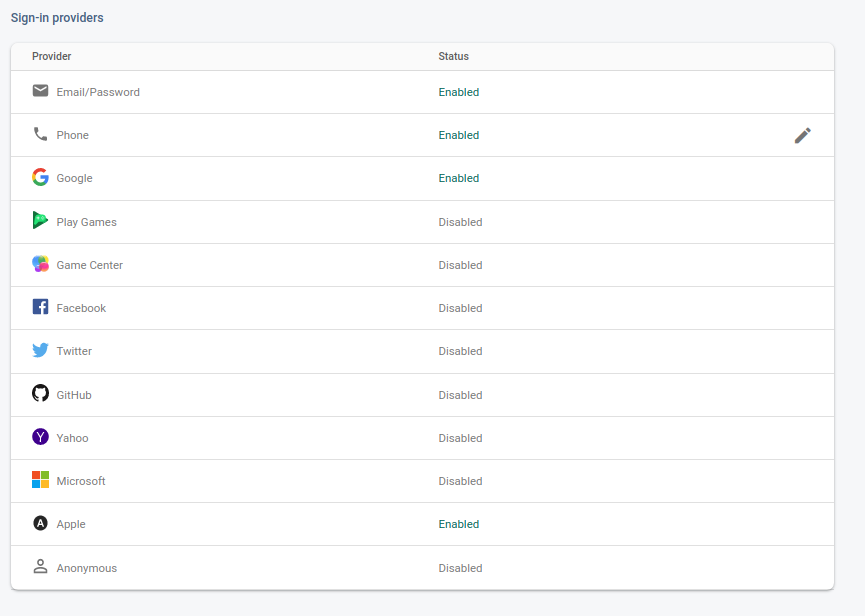 Sign-in providers
Provider Status
Email/Password Enabled
Phone Enabled
Google Enabled
Play Games Disabled
Game Center Disabled
Facebook Disabled
Twitter Disabled
GitHub Disabled
Yahoo Disabled
Microsoft Disabled
Apple Enabled
Anonymous Disabled